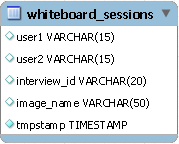 whiteboard_sessions
user1 VARCHAR(15)
user2 VARCHAR(15)
interview_id VARCHAR(20)
image_name VARCHAR(50)
tmpstamp TIMESTAMP